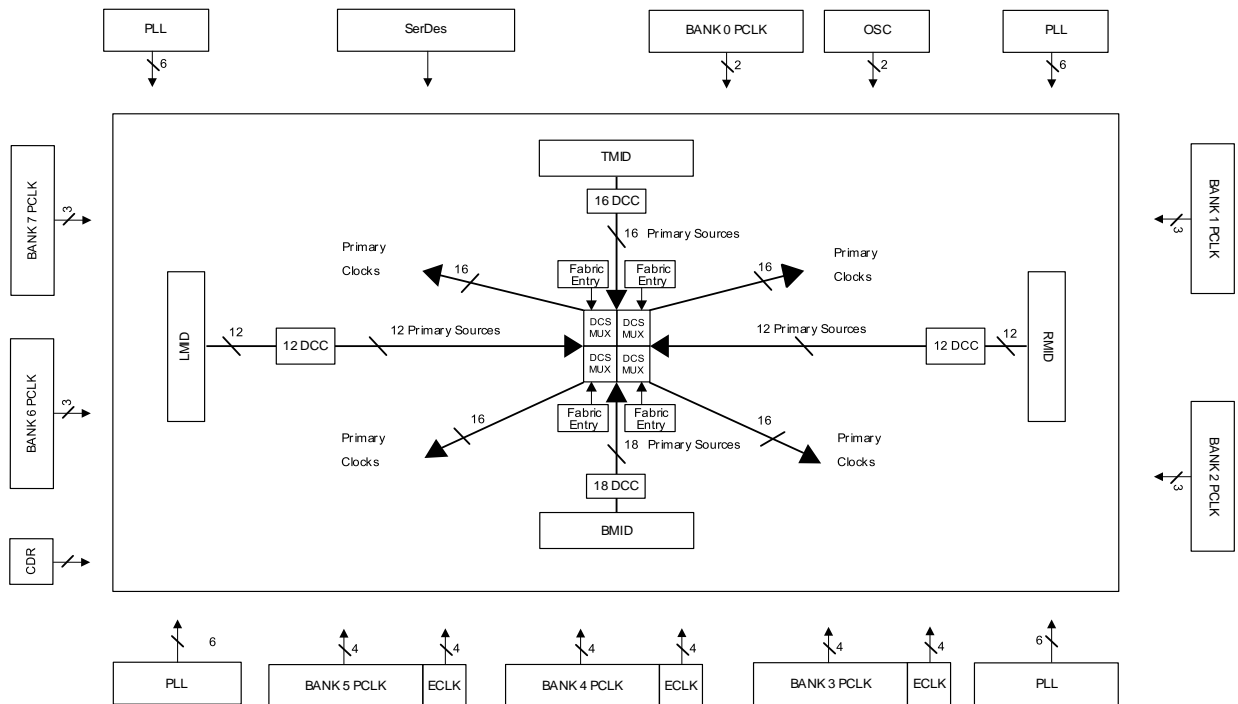 PLL
SerDes
BANK 0 PCLK
OSC
PLL
6
2
2
6
BANK 7 PCLK
3
BANK 1 PCLK
3
TMID
16 DCC
16 Primary Sources
Primary
Clocks
16
Fabric
Entry
Fabric
Entry
16
Primary
Clocks
LMID
12
12 DCC
12 Primary Sources
DCS
MUX
DCS
MUX
DCS
MUX
DCS
MUX
12 Primary Sources
12 DCC
12
RMID
BANK 6 PCLK
3
Primary
Clocks
16
Fabric
Entry
Fabric
Entry
16
Primary
Clocks
18 Primary Sources
18 DCC
BMID
BANK 2 PCLK
3
CDR
6
4
4
4
4
4
4
6
PLL
BANK 5 PCLK
ECLK
BANK 4 PCLK
ECLK
BANK 3 PCLK
ECLK
PLL